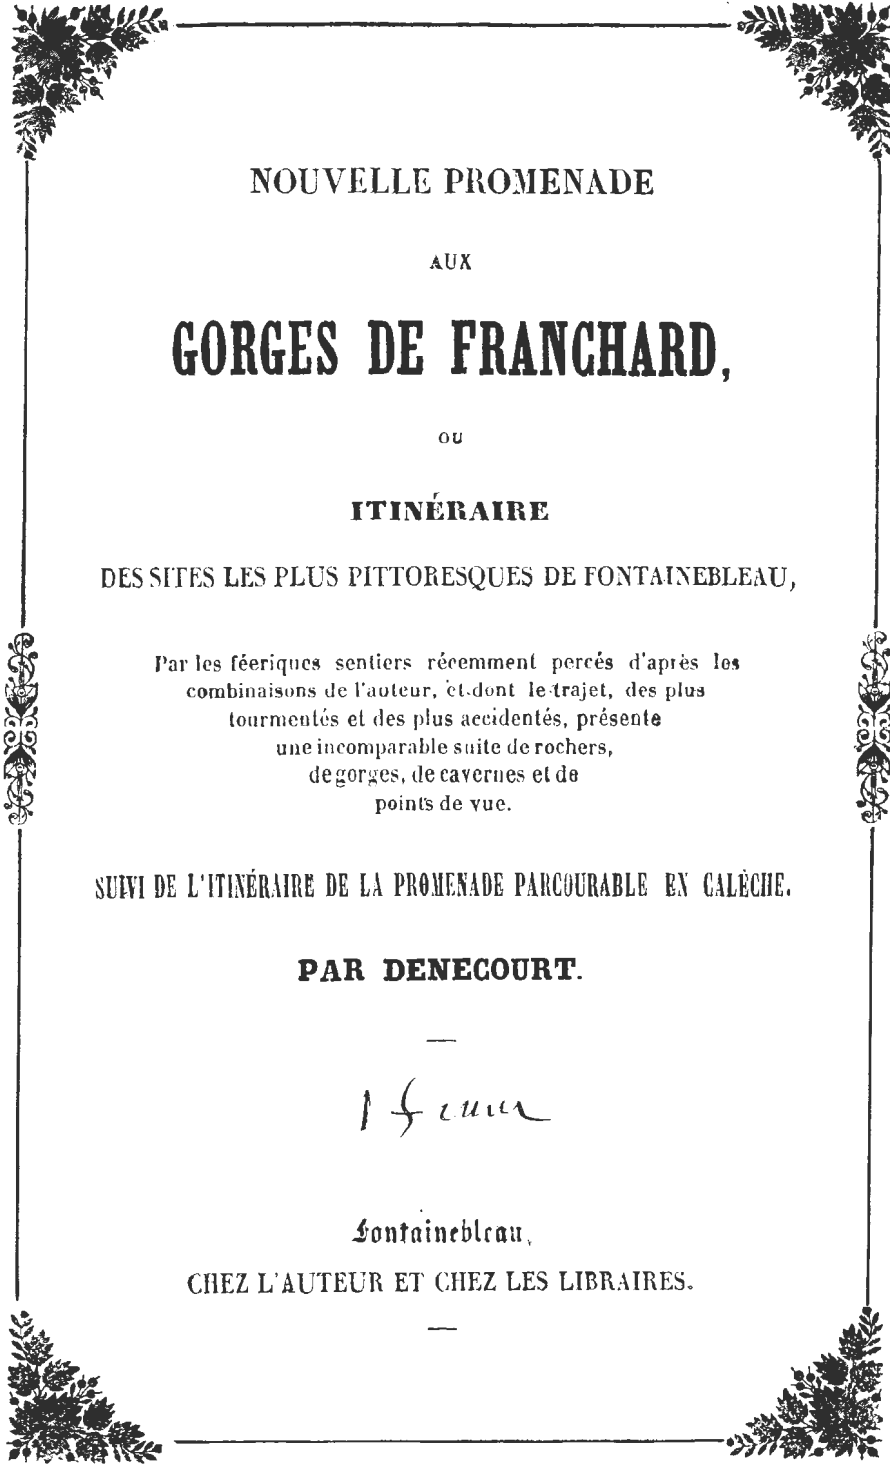 NOUVELLE PROMENADE
AUX
GORGES DE FRANCHARD,
OU
ITINÉRAIRE
DES SITES LES PLUS PITTORESQUES DE FONTAINEBLEAU,
Par les féeriques sentiers récemment percés d'après les
combinaisons de l'auteur, et dont le trajet, des plus
tourmentés et des plus accidentés, présente
une incomparable suite de rochers,
de gorges, de cavernes et de
points de vue.
SUIVI DE L'ITINÉRAIRE DE LA PROMENADE PARCOURABLE EN CALÈCHE.
PAR DENECOURT.
1 franc
Fontainebleau,
CHEZ L'AUTEUR ET CHEZ LES LIBRAIRES.